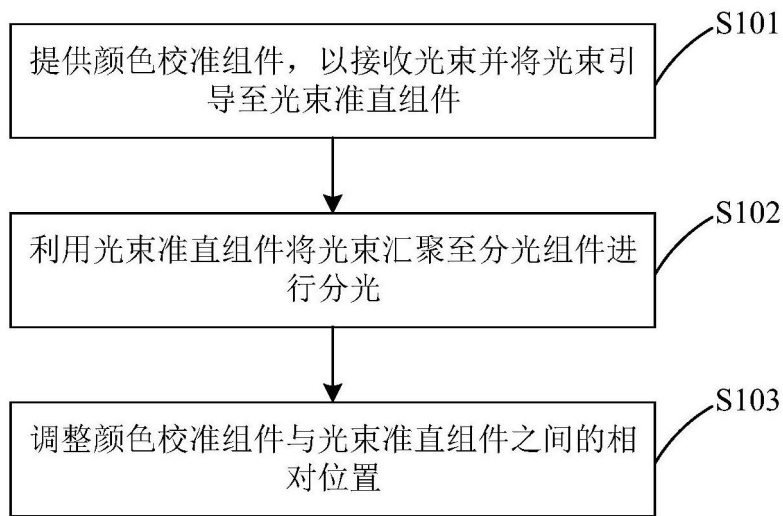 S101
提供颜色校准组件，以接收光束并将光束引
导至光束准直组件
S102
利用光束准直组件将光束汇聚至分光组件进
行分光
S103
调整颜色校准组件与光束准直组件之间的相
对位置